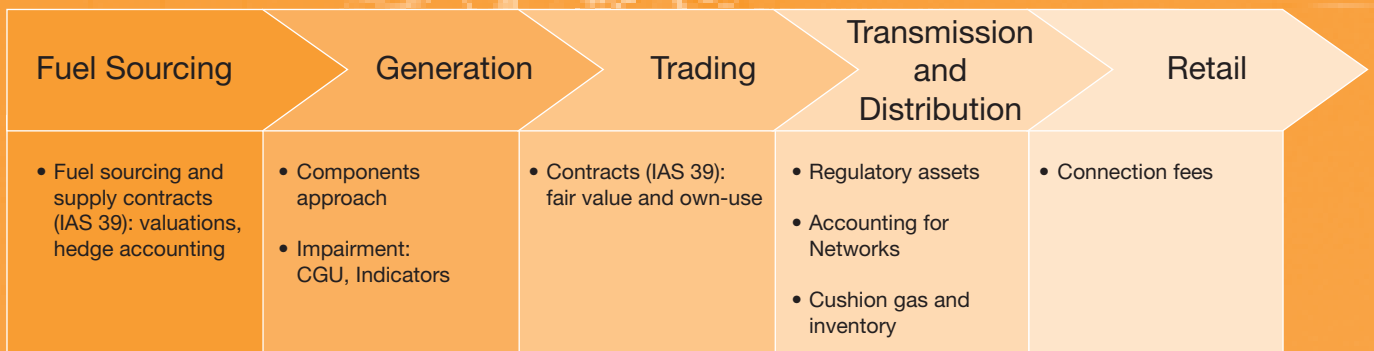 Fuel Sourcing
Generation
Trading
Transmission
and
Distribution
Retail
• Fuel sourcing and
supply contracts
(IAS 39): valuations,
hedge accounting
• Components
approach
• Impairment:
CGU, Indicators
• Contracts (IAS 39):
fair value and own-use
• Regulatory assets
• Accounting for
Networks
• Cushion gas and
inventory
• Connection fees